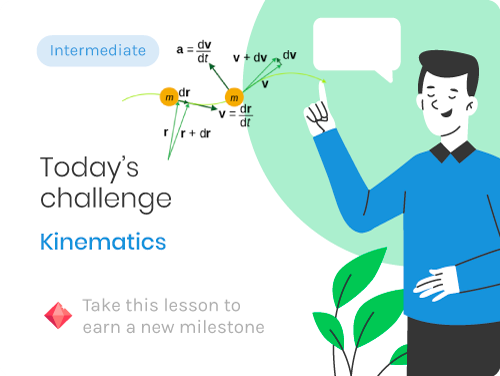 Intermediate
a = dv/dt
v + dv
dv
v
m
dr
m
v = dr/dt
r
r + dr
Today's
challenge
Kinematics
Take this lesson to
earn a new milestone